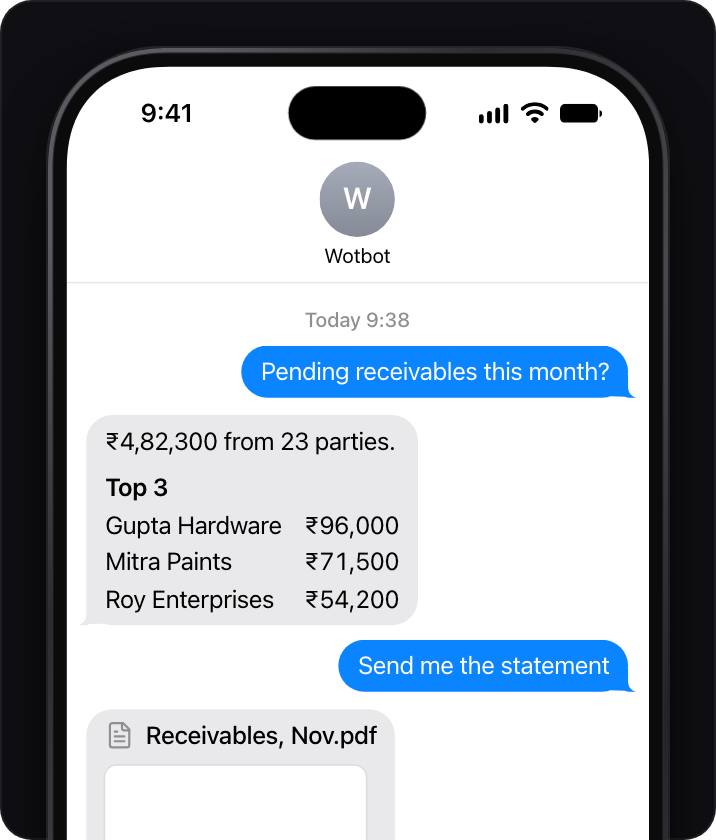 9:41
W
Wotbot
Today 9:38
Pending receivables this month?
₹4,82,300 from 23 parties.
Top 3
Gupta Hardware ₹96,000
Mitra Paints ₹71,500
Roy Enterprises ₹54,200
Send me the statement
Receivables, Nov.pdf